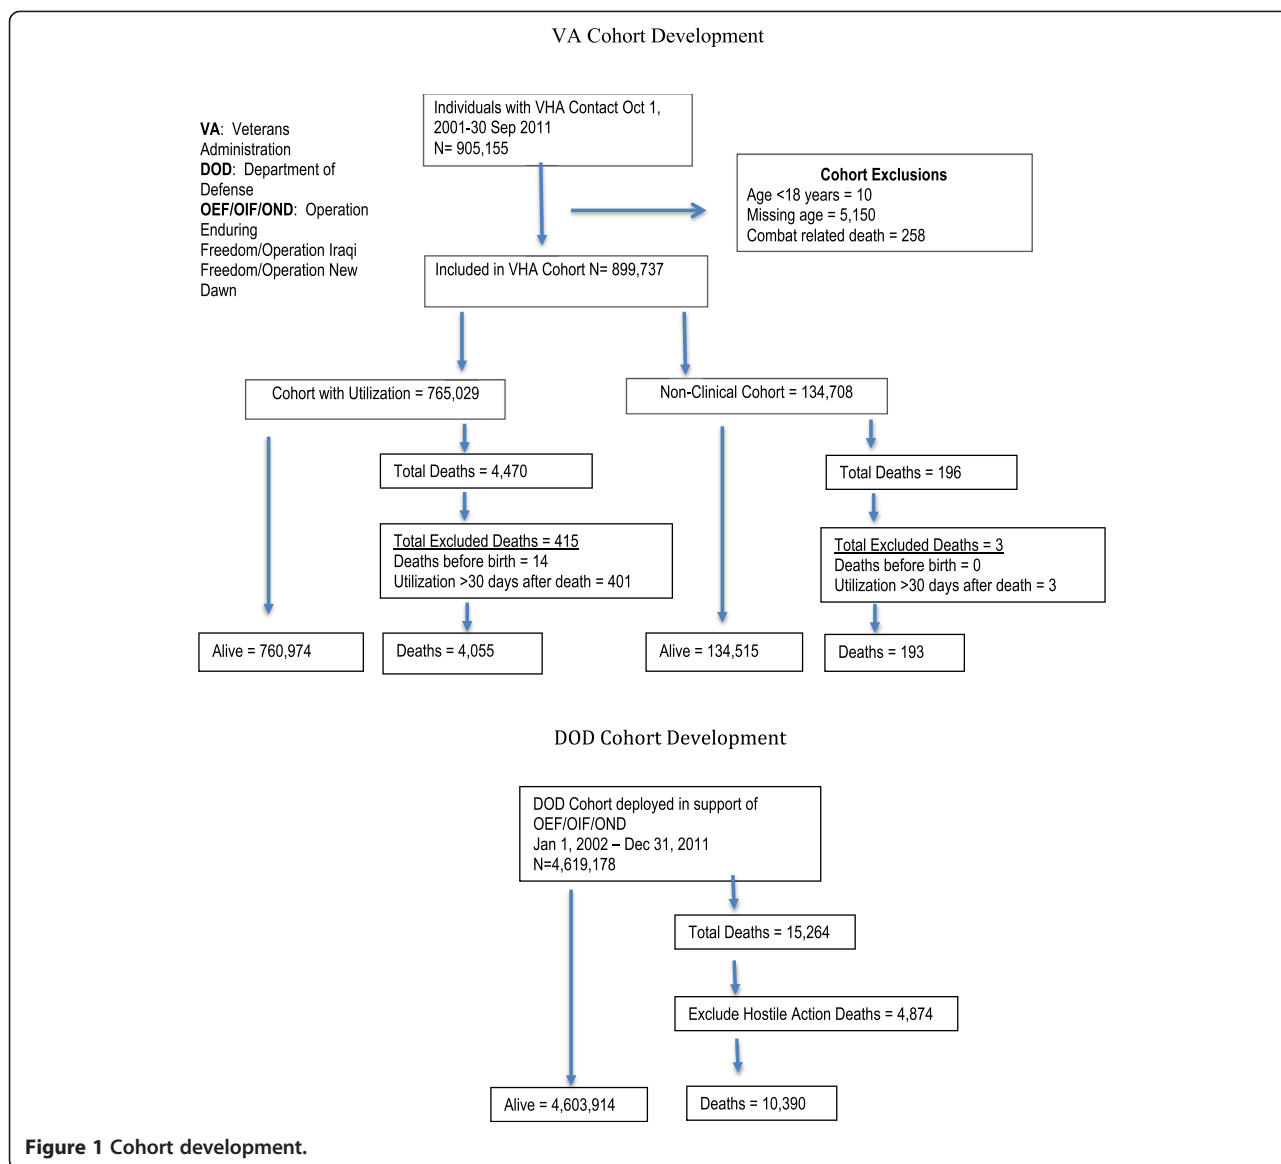 VA Cohort Development
Individuals with VHA Contact Oct 1,
2001-30 Sep 2011
N= 905,155
VA: Veterans
Administration
DOD: Department of
Defense
OEF/OIF/OND: Operation
Enduring
Freedom/Operation Iraqi
Freedom/Operation New
Dawn
Cohort Exclusions
Age <18 years = 10
Missing age = 5,150
Combat related death = 258
Included in VHA Cohort N= 899,737
Cohort with Utilization = 765,029
Non-Clinical Cohort = 134,708
Total Deaths = 4,470
Total Deaths = 196
Total Excluded Deaths = 415
Deaths before birth = 14
Utilization >30 days after death = 401
Total Excluded Deaths = 3
Deaths before birth = 0
Utilization >30 days after death = 3
Alive = 760,974
Deaths = 4,055
Alive = 134,515
Deaths = 193
DOD Cohort Development
DOD Cohort deployed in support of
OEF/OIF/OND
Jan 1, 2002 – Dec 31, 2011
N=4,619,178
Total Deaths = 15,264
Exclude Hostile Action Deaths = 4,874
Alive = 4,603,914
Deaths = 10,390
Figure 1 Cohort development.